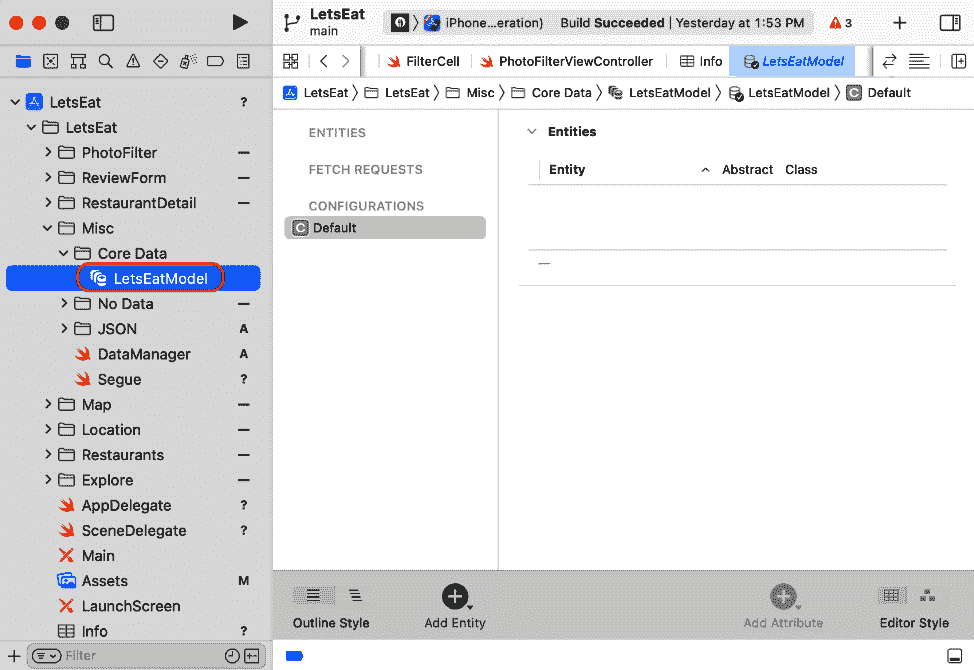 LetsEat
main
iPhone...eration) Build Succeeded | Yesterday at 1:53 PM 3
FilterCell PhotoFilterViewController Info LetsEatModel
LetsEat LetsEat Misc Core Data LetsEatModel LetsEatModel C Default
LetsEat ?
LetsEat
PhotoFilter
ReviewForm
RestaurantDetail
Misc
Core Data
LetsEatModel
No Data
JSON A
DataManager A
Segue ?
Map
Location
Restaurants
Explore
AppDelegate ?
SceneDelegate ?
Main
Assets M
LaunchScreen
Info ?
Filter
ENTITIES
FETCH REQUESTS
CONFIGURATIONS
C Default
Entities
Entity Abstract Class
Outline Style Add Entity Add Attribute Editor Style